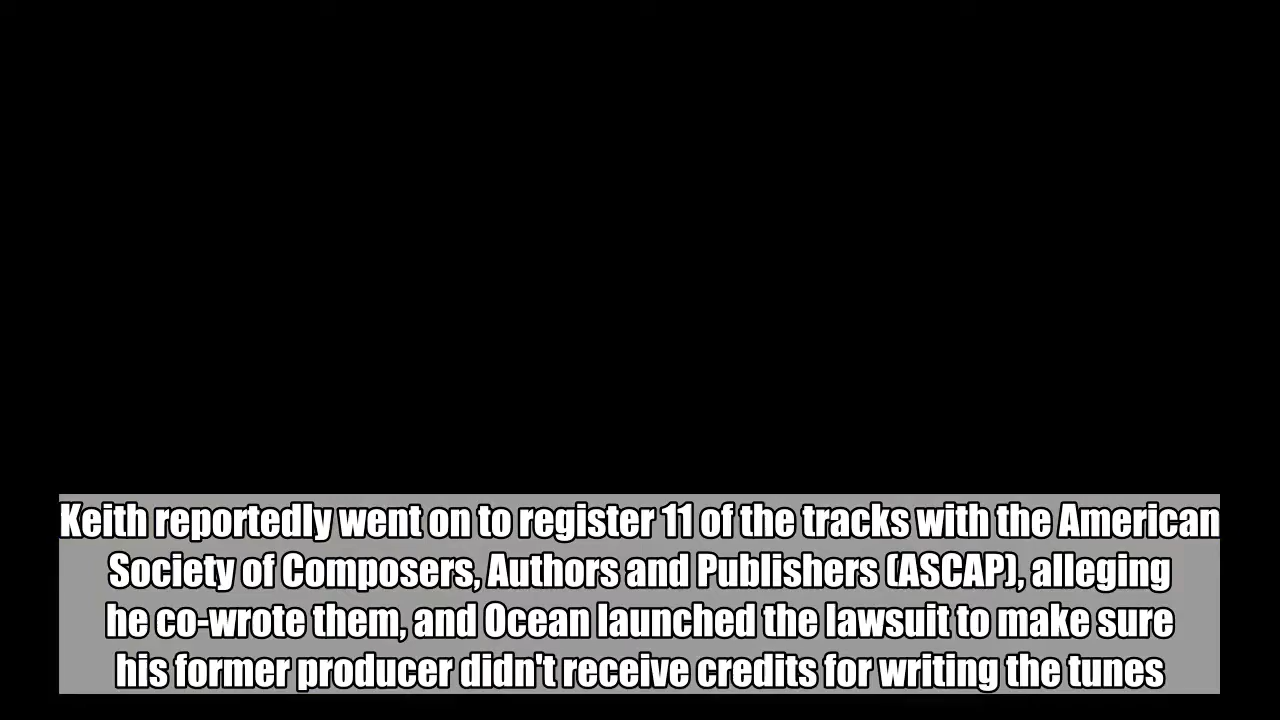 Keith reportedly went on to register 11 of the tracks with the American
Society of Composers, Authors and Publishers (ASCAP), alleging
he co-wrote them, and Ocean launched the lawsuit to make sure
his former producer didn't receive credits for writing the tunes